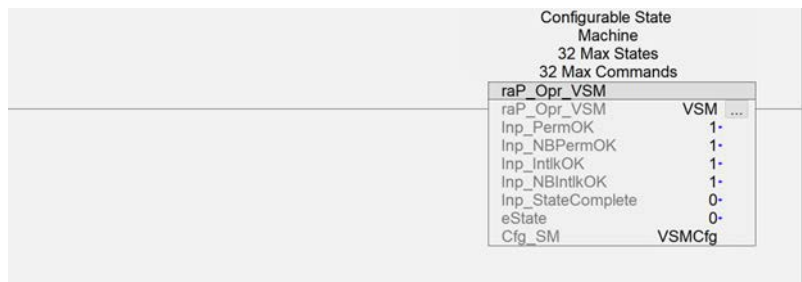 Configurable State
Machine
32 Max States
32 Max Commands
raP_Opr_VSM
raP_Opr_VSM VSM ...
Inp_PermOK 1
Inp_NBPermOK 1
Inp_IntlkOK 1
Inp_NBIntlkOK 1
Inp_StateComplete 0
eState 0
Cfg_SM VSMCfg